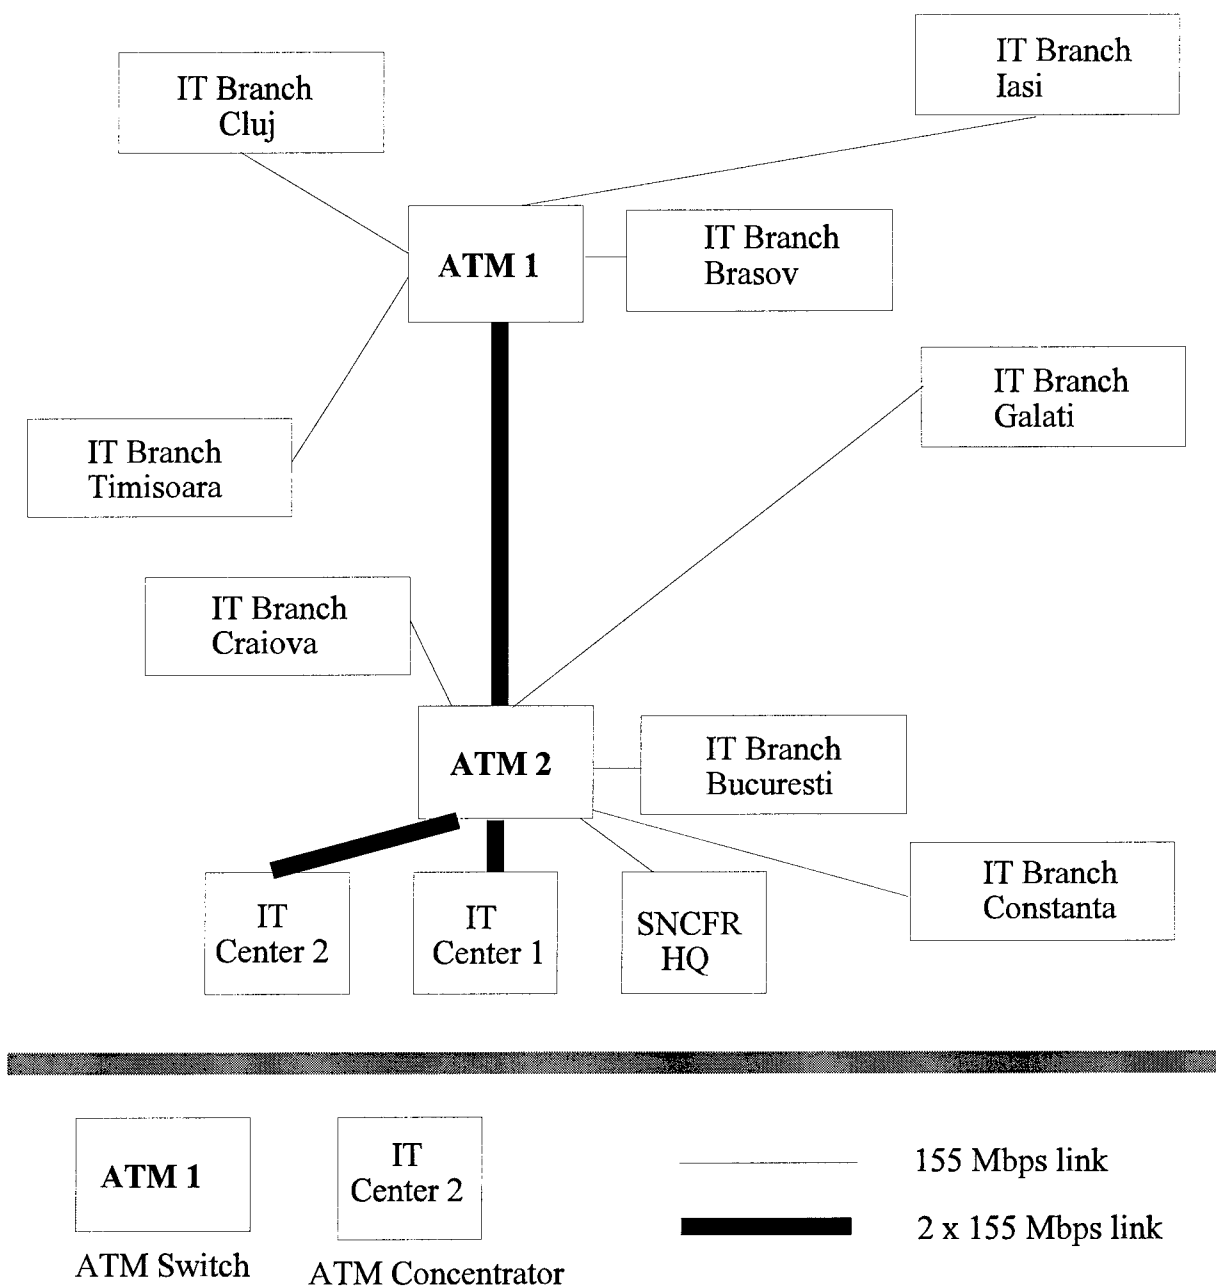 IT Branch
Cluj
IT Branch
Iasi
ATM 1
IT Branch
Brasov
IT Branch
Galati
IT Branch
Timisoara
IT Branch
Craiova
ATM 2
IT Branch
Bucuresti
IT Branch
Constanta
IT
Center 2
IT
Center 1
SNCFR
HQ
ATM 1
ATM Switch
IT
Center 2
ATM Concentrator
155 Mbps link
2 x 155 Mbps link